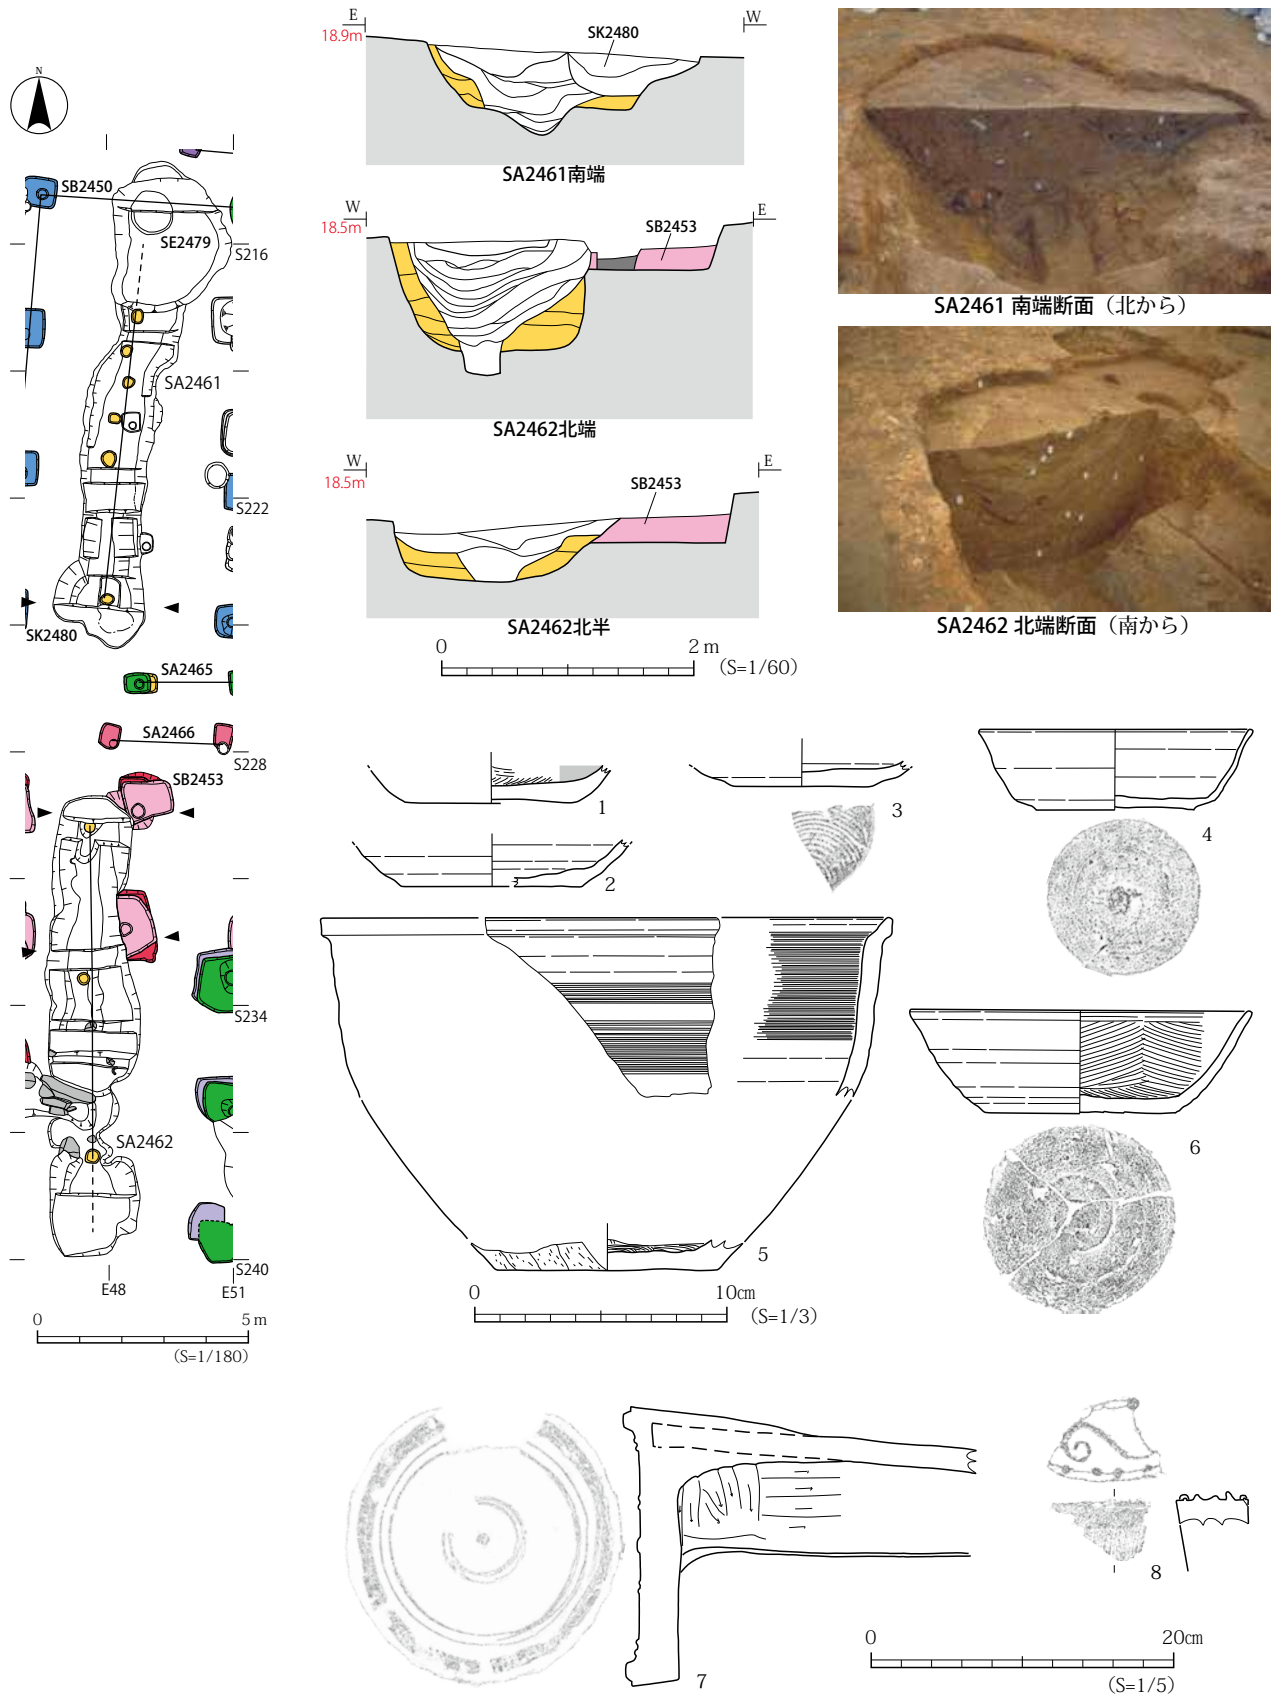 N
SB2450
SE2479
S216
SA2461
S222
SK2480
SA2465
SA2466
S228
SB2453
S234
SA2462
S240
E48
E51
0
5 m
(S=1/180)
E
W
18.9m
SK2480
SA2461南端
W
E
18.5m
SB2453
SA2462北端
W
E
18.5m
SB2453
SA2462北半
0
2 m
(S=1/60)
SA2461 南端断面（北から）
SA2462 北端断面（南から）
1
2
3
4
5
6
0
10㎝
(S=1/3)
7
8
0
20㎝
(S=1/5)